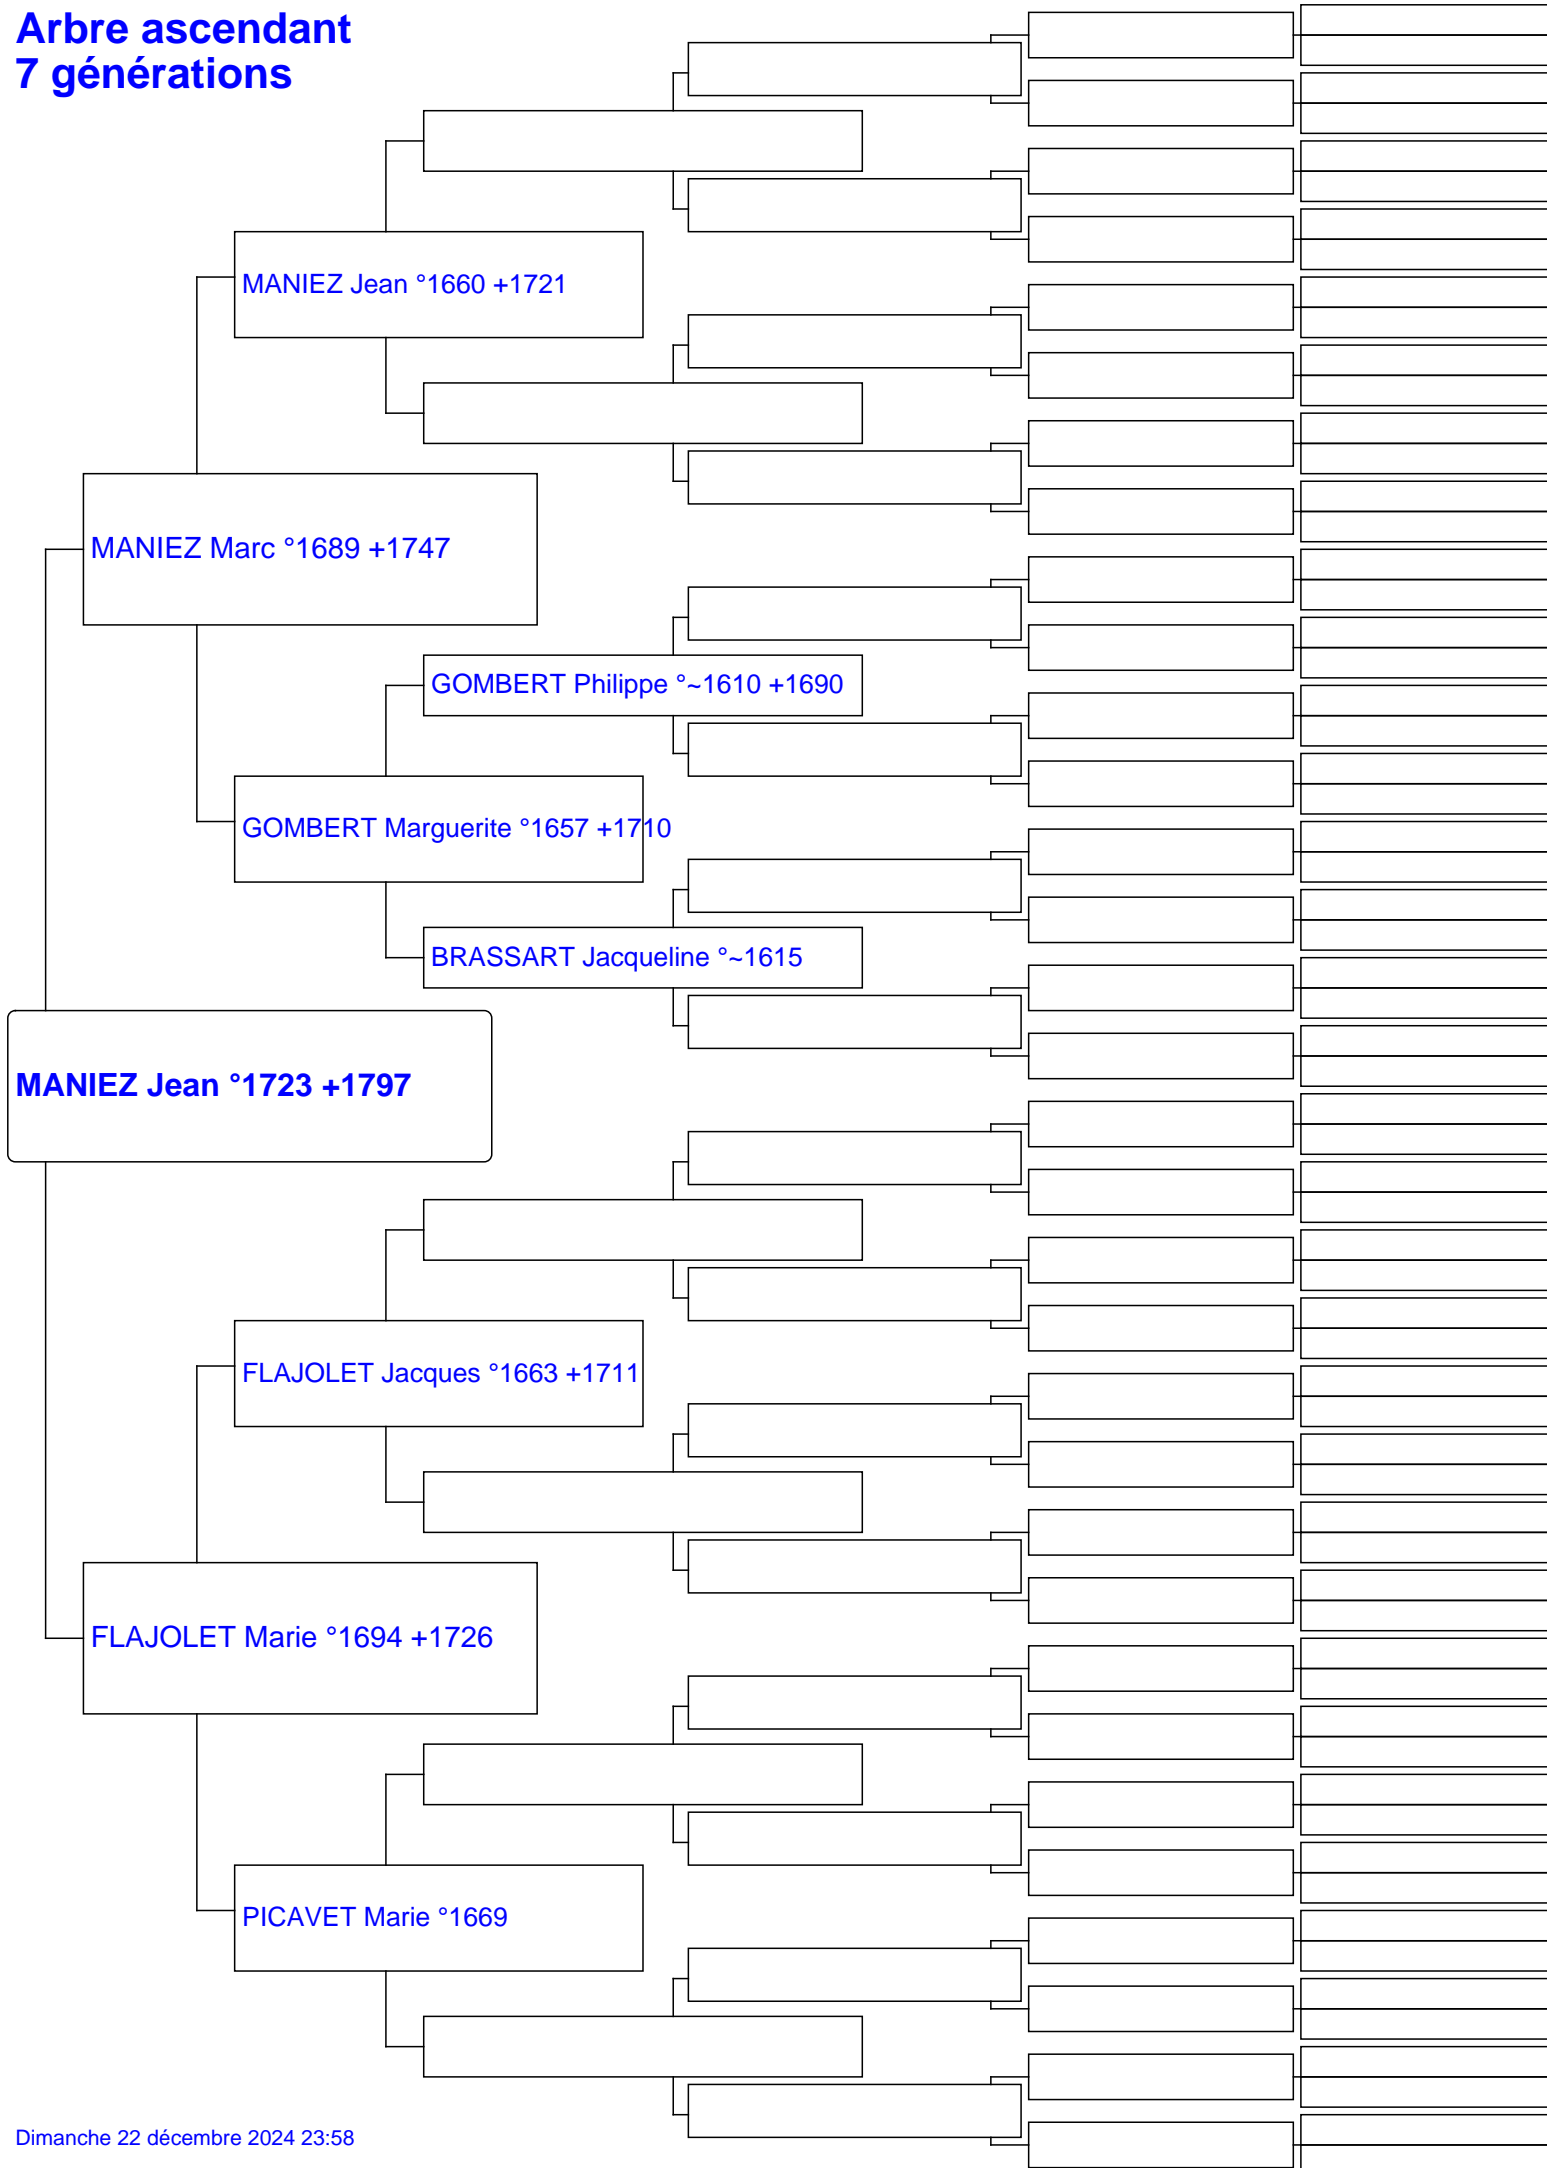 Arbre ascendant
7 générations
MANIEZ Jean °1660 +1721
MANIEZ Marc °1689 +1747
GOMBERT Philippe °~1610 +1690
GOMBERT Marguerite °1657 +1710
BRASSART Jacqueline °~1615
MANIEZ Jean °1723 +1797
FLAJOLET Jacques °1663 +1711
FLAJOLET Marie °1694 +1726
PICAVET Marie °1669
Dimanche 22 décembre 2024 23:58